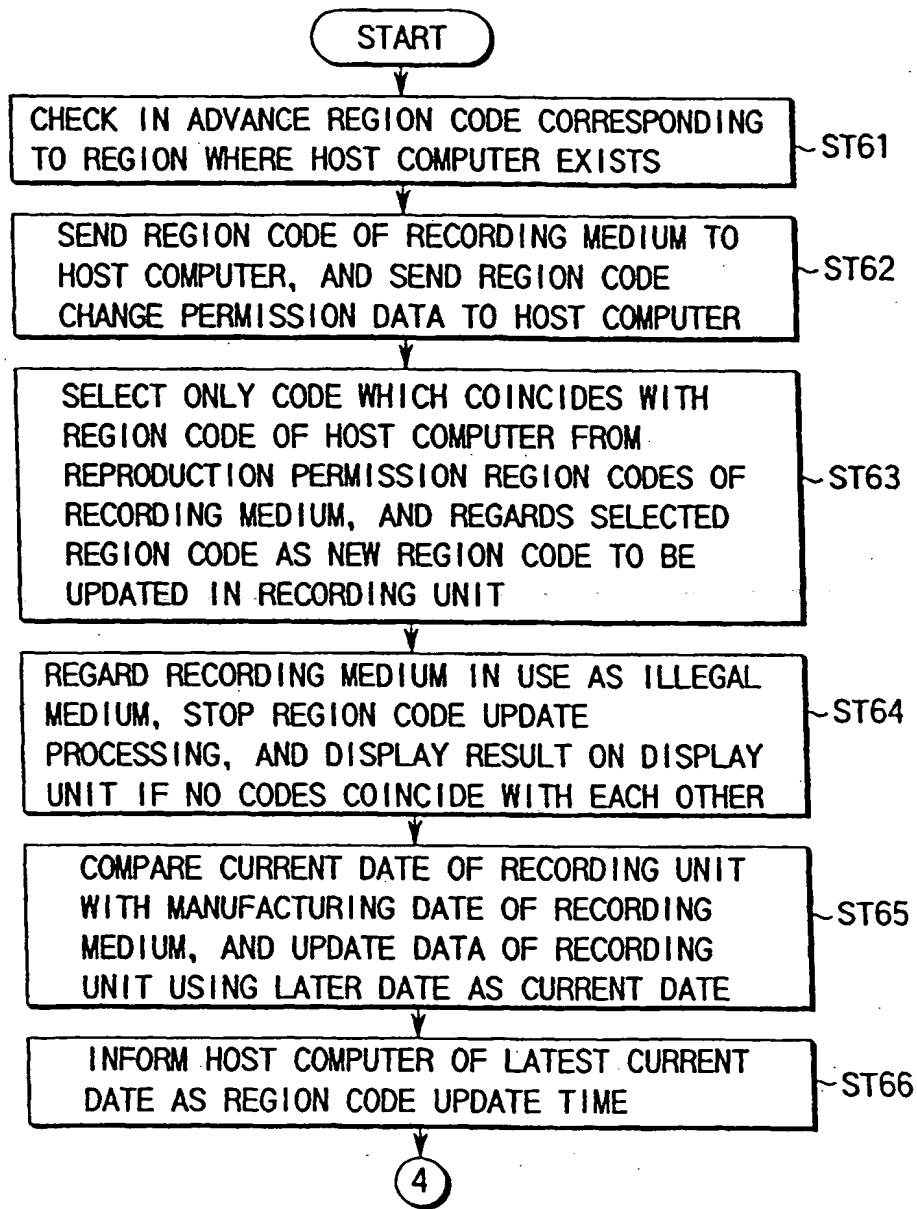 START
CHECK IN ADVANCE REGION CODE CORRESPONDING
TO REGION WHERE HOST COMPUTER EXISTS
ST61
SEND REGION CODE OF RECORDING MEDIUM TO
HOST COMPUTER, AND SEND REGION CODE
CHANGE PERMISSION DATA TO HOST COMPUTER
ST62
SELECT ONLY CODE WHICH COINCIDES WITH
REGION CODE OF HOST COMPUTER FROM
REPRODUCTION PERMISSION REGION CODES OF
RECORDING MEDIUM, AND REGARDS SELECTED
REGION CODE AS NEW REGION CODE TO BE
UPDATED IN RECORDING UNIT
ST63
REGARD RECORDING MEDIUM IN USE AS ILLEGAL
MEDIUM, STOP REGION CODE UPDATE
PROCESSING, AND DISPLAY RESULT ON DISPLAY
UNIT IF NO CODES COINCIDE WITH EACH OTHER
ST64
COMPARE CURRENT DATE OF RECORDING UNIT
WITH MANUFACTURING DATE OF RECORDING
MEDIUM, AND UPDATE DATA OF RECORDING
UNIT USING LATER DATE AS CURRENT DATE
ST65
INFORM HOST COMPUTER OF LATEST CURRENT
DATE AS REGION CODE UPDATE TIME
ST66
4